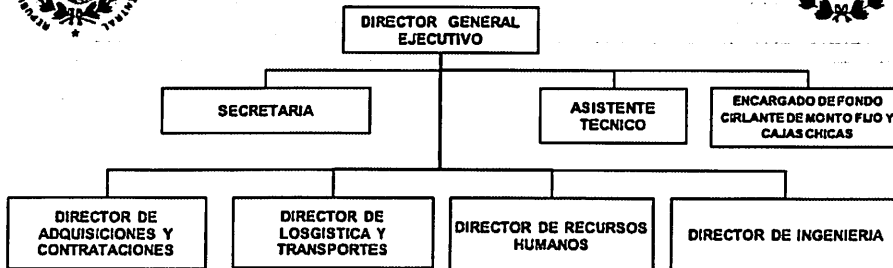 DIRECTOR GENERAL
EJECUTIVO
SECRETARIA
ASISTENTE
TECNICO
ENCARGADO DE FONDO
CIRLANTE DE MONTO FIJO Y
CAJAS CHICAS
DIRECTOR DE
ADQUISICIONES Y
CONTRATACIONES
DIRECTOR DE
LOSGISTICA Y
TRANSPORTES
DIRECTOR DE RECURSOS
HUMANOS
DIRECTOR DE INGENIERIA